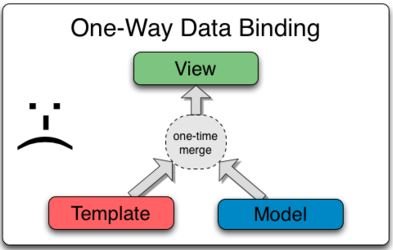 One-Way Data Binding
View
one-time
merge
Template
Model